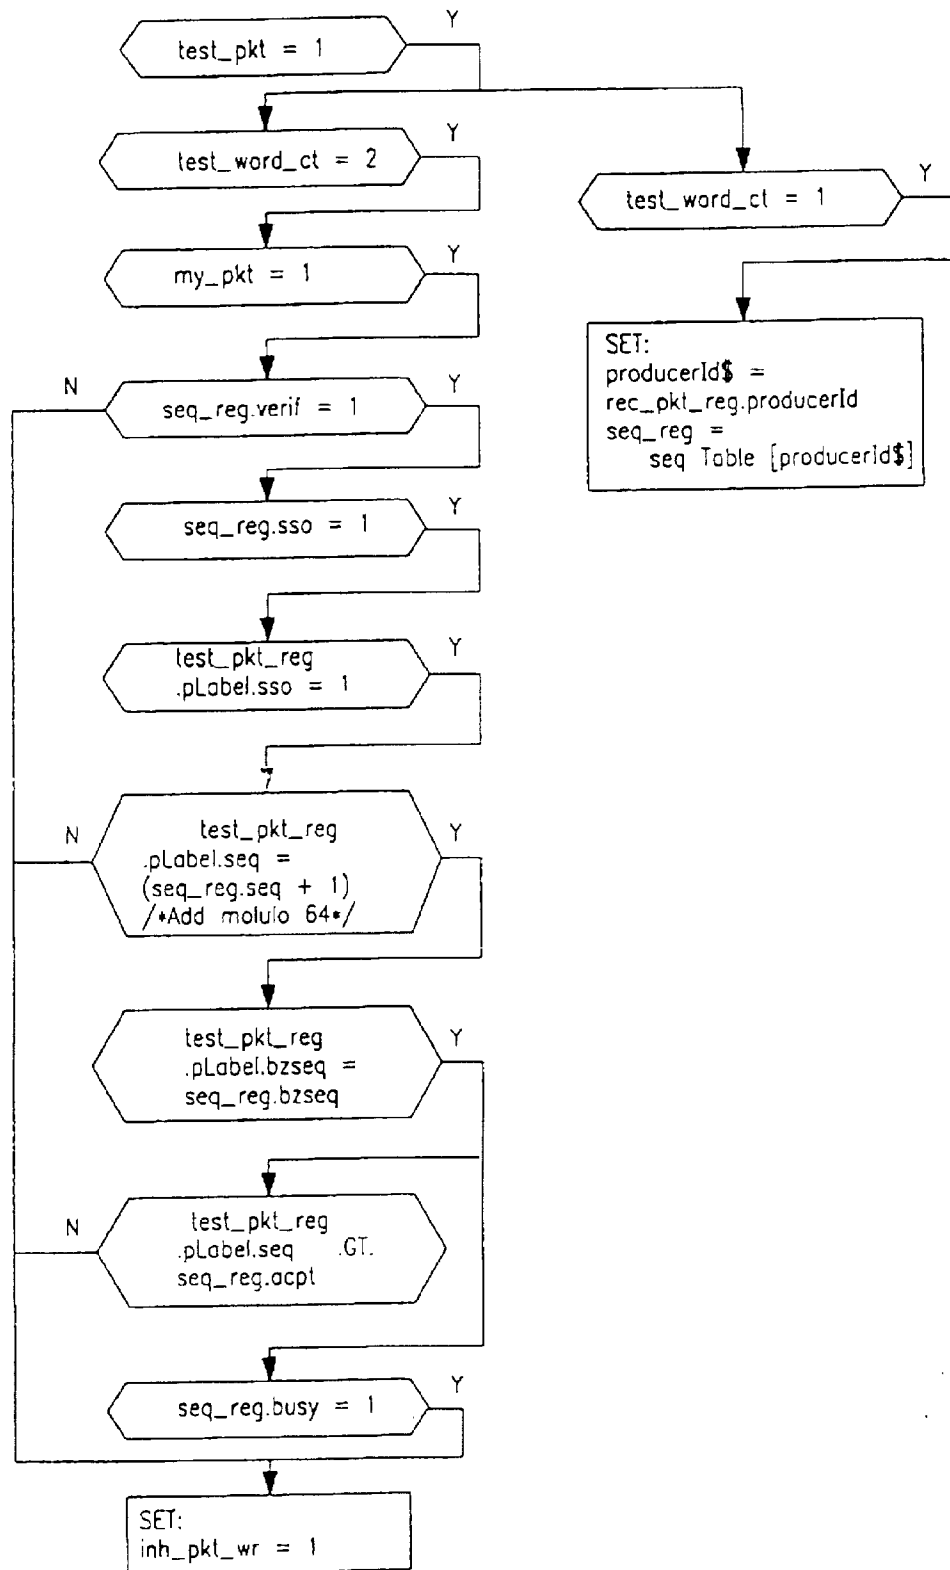 Y
test_pkt = 1
Y
test_word_ct = 2
Y
test_word_ct = 1
Y
my_pkt = 1
SET:
producerId$ =
rec_pkt_reg.producerId
seq_reg =
seq Table [producerId$]
N
Y
seq_reg.verif = 1
Y
seq_reg.sso = 1
Y
test_pkt_reg
.pLabel.sso = 1
N
Y
test_pkt_reg
.pLabel.seq =
(seq_reg.seq + 1)
/*Add molulo 64*/
Y
test_pkt_reg
.pLabel.bzseq =
seq_reg.bzseq
N
test_pkt_reg
.pLabel.seq .GT.
seq_reg.acpt
Y
seq_reg.busy = 1
SET:
inh_pkt_wr = 1